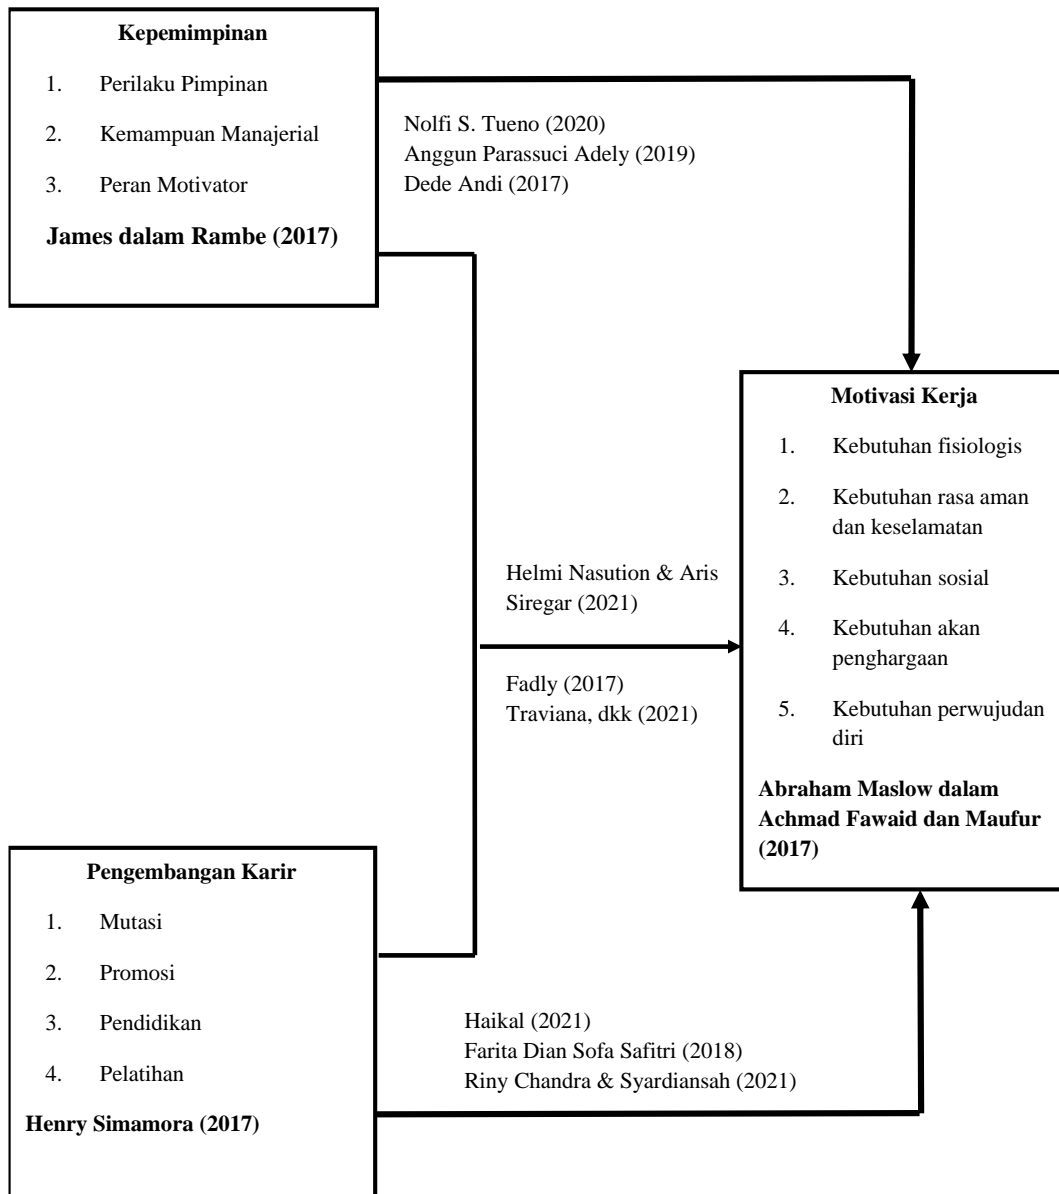 Kepemimpinan
1. Perilaku Pimpinan
2. Kemampuan Manajerial
3. Peran Motivator
James dalam Rambe (2017)
Nolfi S. Tueno (2020)
Anggun Parassuci Adely (2019)
Dede Andi (2017)
Motivasi Kerja
1. Kebutuhan fisiologis
2. Kebutuhan rasa aman
dan keselamatan
3. Kebutuhan sosial
4. Kebutuhan akan
penghargaan
5. Kebutuhan perwujudan
diri
Abraham Maslow dalam
Achmad Fawaid dan Maufur
(2017)
Helmi Nasution & Aris
Siregar (2021)
Fadly (2017)
Traviana, dkk (2021)
Pengembangan Karir
1. Mutasi
2. Promosi
3. Pendidikan
4. Pelatihan
Henry Simamora (2017)
Haikal (2021)
Farita Dian Sofa Safitri (2018)
Riny Chandra & Syardiansah (2021)